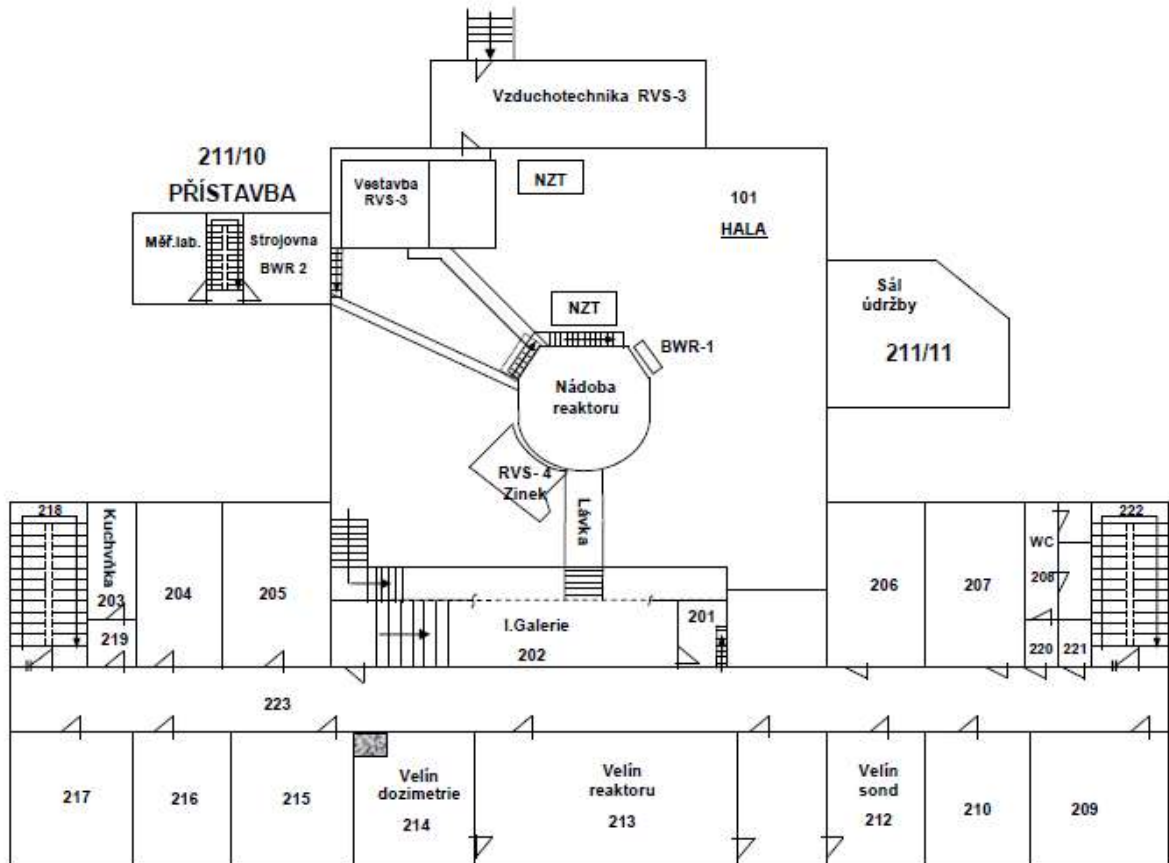 Vzduchotechnika RVS-3
211/10
PŘÍSTAVBA
Vestavba
RVS-3
NZT
101
HALA
Měř.lab.
Strojovna
BWR 2
Sál
údržby
211/11
NZT
BWR-1
Nádoba
reaktoru
RVS- 4
Zinek
Lávka
218
Kuchyňka
203
204
205
219
I.Galerie
202
201
206
207
WC
208
222
220
221
223
217
216
215
Velín
dozimetrie
214
Velín
reaktoru
213
Velín
sond
212
210
209